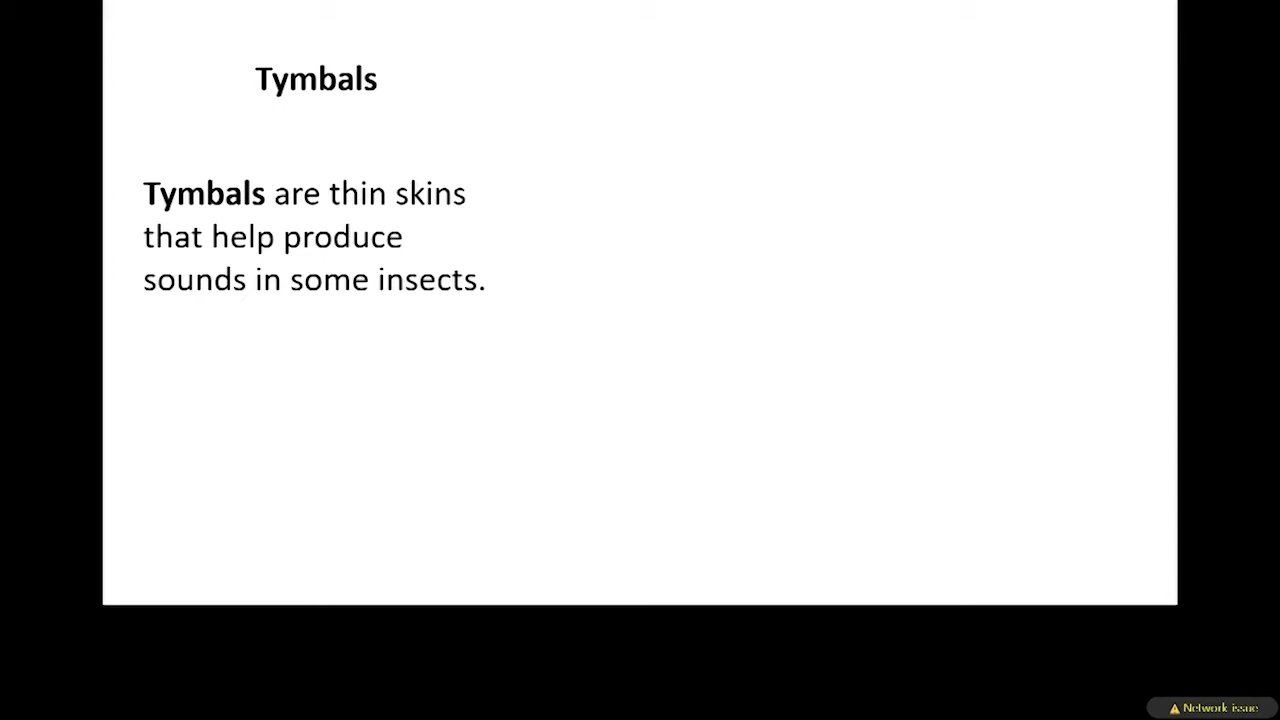 Tymbals
Tymbals are thin skins
that help produce
sounds in some insects.
⚠ Network issue